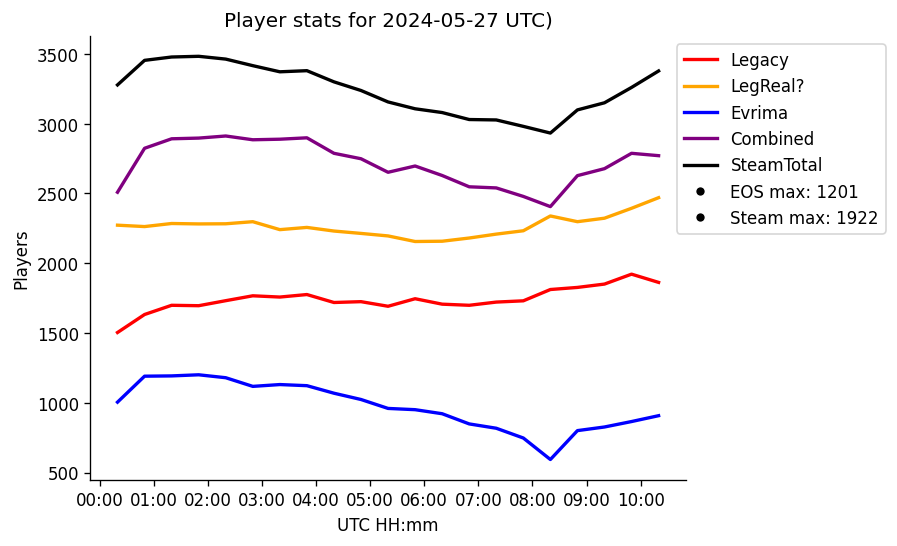 Player stats for 2024-05-27 UTC)
3500
3000
2500
2000
1500
1000
500
Players
00:00 01:00 02:00 03:00 04:00 05:00 06:00 07:00 08:00 09:00 10:00
UTC HH:mm
Legacy
LegReal?
Evrima
Combined
SteamTotal
EOS max: 1201
Steam max: 1922